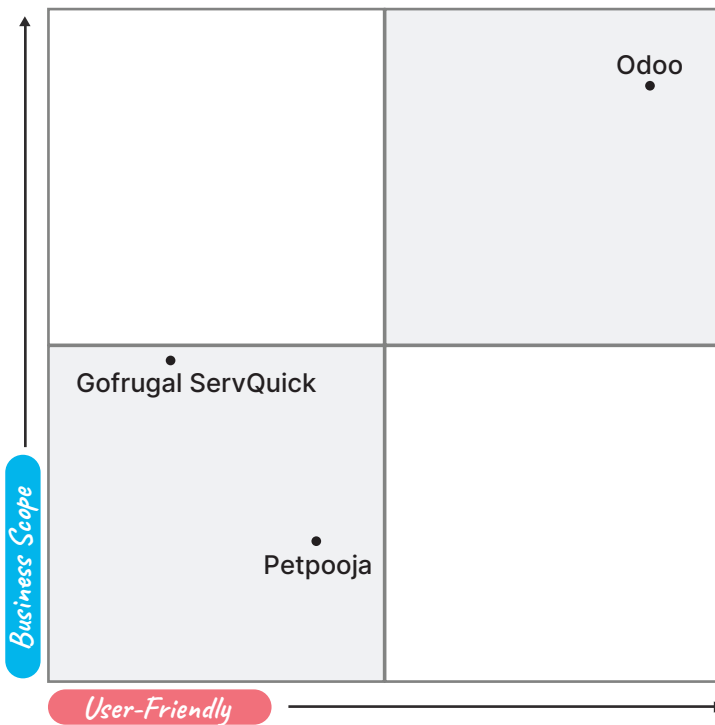 Odoo
Gofrugal ServQuick
Petpooja
Business Scope
User-Friendly